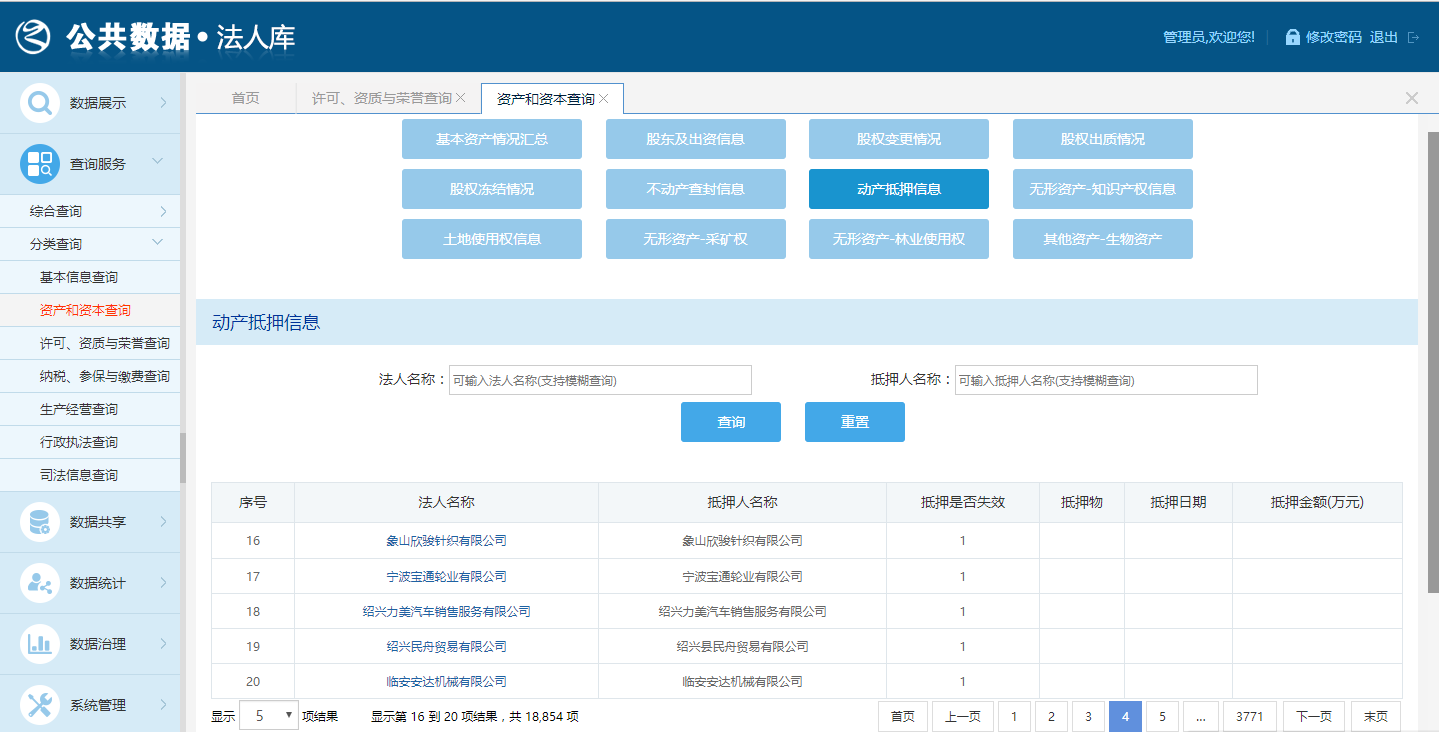 公共数据•法人库
管理员,欢迎您! 修改密码 退出
首页 许可、资质与荣誉查询 资产和资本查询
数据展示
查询服务
综合查询
分类查询
基本信息查询
资产和资本查询
许可、资质与荣誉查询
纳税、参保与缴费查询
生产经营查询
行政执法查询
司法信息查询
数据共享
数据统计
数据治理
系统管理
基本资产情况汇总 股东及出资信息 股权变更情况 股权出质情况
股权冻结情况 不动产查封信息 动产抵押信息 无形资产-知识产权信息
土地使用权信息 无形资产-采矿权 无形资产-林业使用权 其他资产-生物资产
动产抵押信息
法人名称： 可输入法人名称(支持模糊查询) 抵押人名称： 可输入抵押人名称(支持模糊查询)
查询 重置
序号 法人名称 抵押人名称 抵押是否失效 抵押物 抵押日期 抵押金额(万元)
16 象山欣骏针织有限公司 象山欣骏针织有限公司 1
17 宁波宝通轮业有限公司 宁波宝通轮业有限公司 1
18 绍兴力美汽车销售服务有限公司 绍兴力美汽车销售服务有限公司 1
19 绍兴民舟贸易有限公司 绍兴县民舟贸易有限公司 1
20 临安安达机械有限公司 临安安达机械有限公司 1
显示 5 项结果 显示第 16 到 20 项结果，共 18,854 项 首页 上一页 1 2 3 4 5 ... 3771 下一页 末页